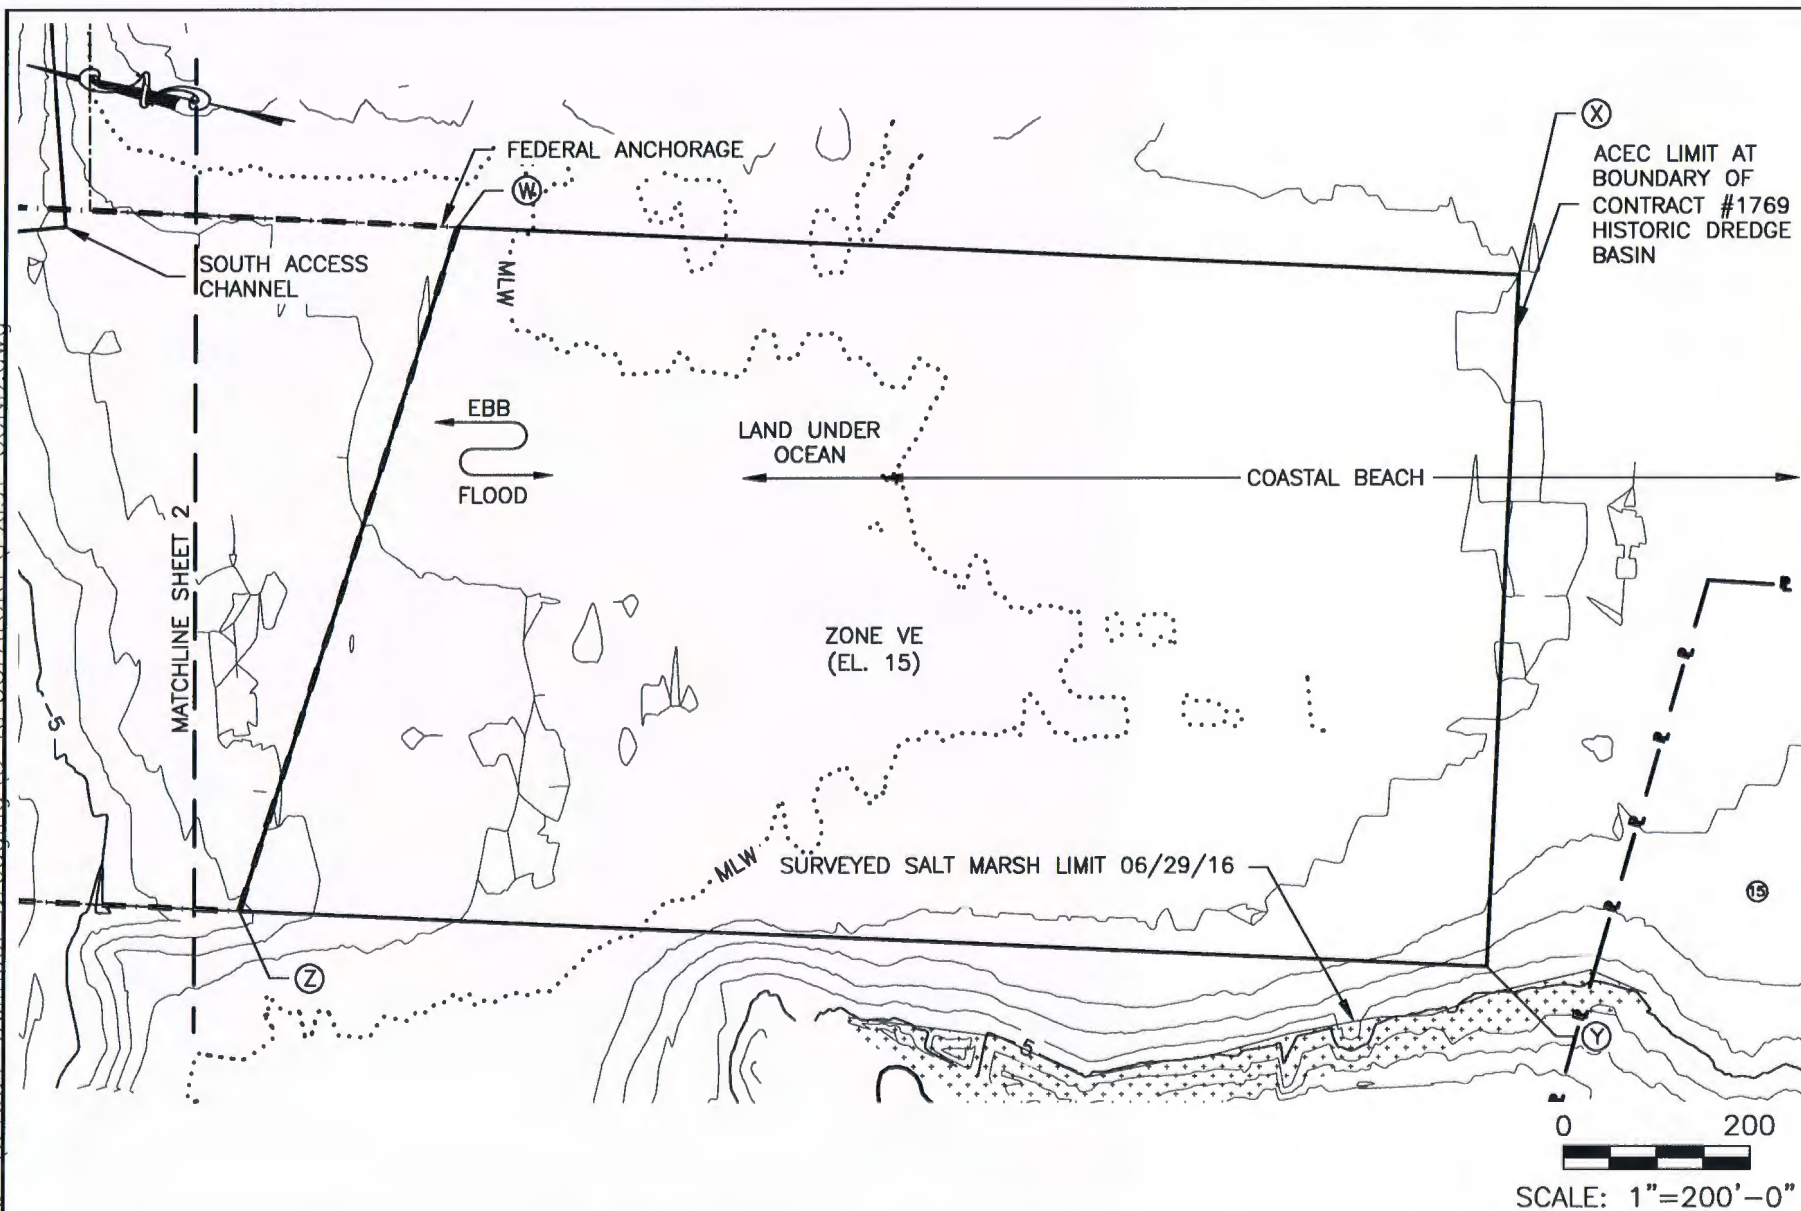 FEDERAL ANCHORAGE
W
X
ACEC LIMIT AT
BOUNDARY OF
CONTRACT #1769
HISTORIC DREDGE
BASIN
SOUTH ACCESS
CHANNEL
MLW
EBB
FLOOD
LAND UNDER
OCEAN
COASTAL BEACH
MATCHLINE SHEET 2
-5
ZONE VE
(EL. 15)
MLW
SURVEYED SALT MARSH LIMIT 06/29/16
15
Z
5
Y
0 200
SCALE: 1"=200'-0"